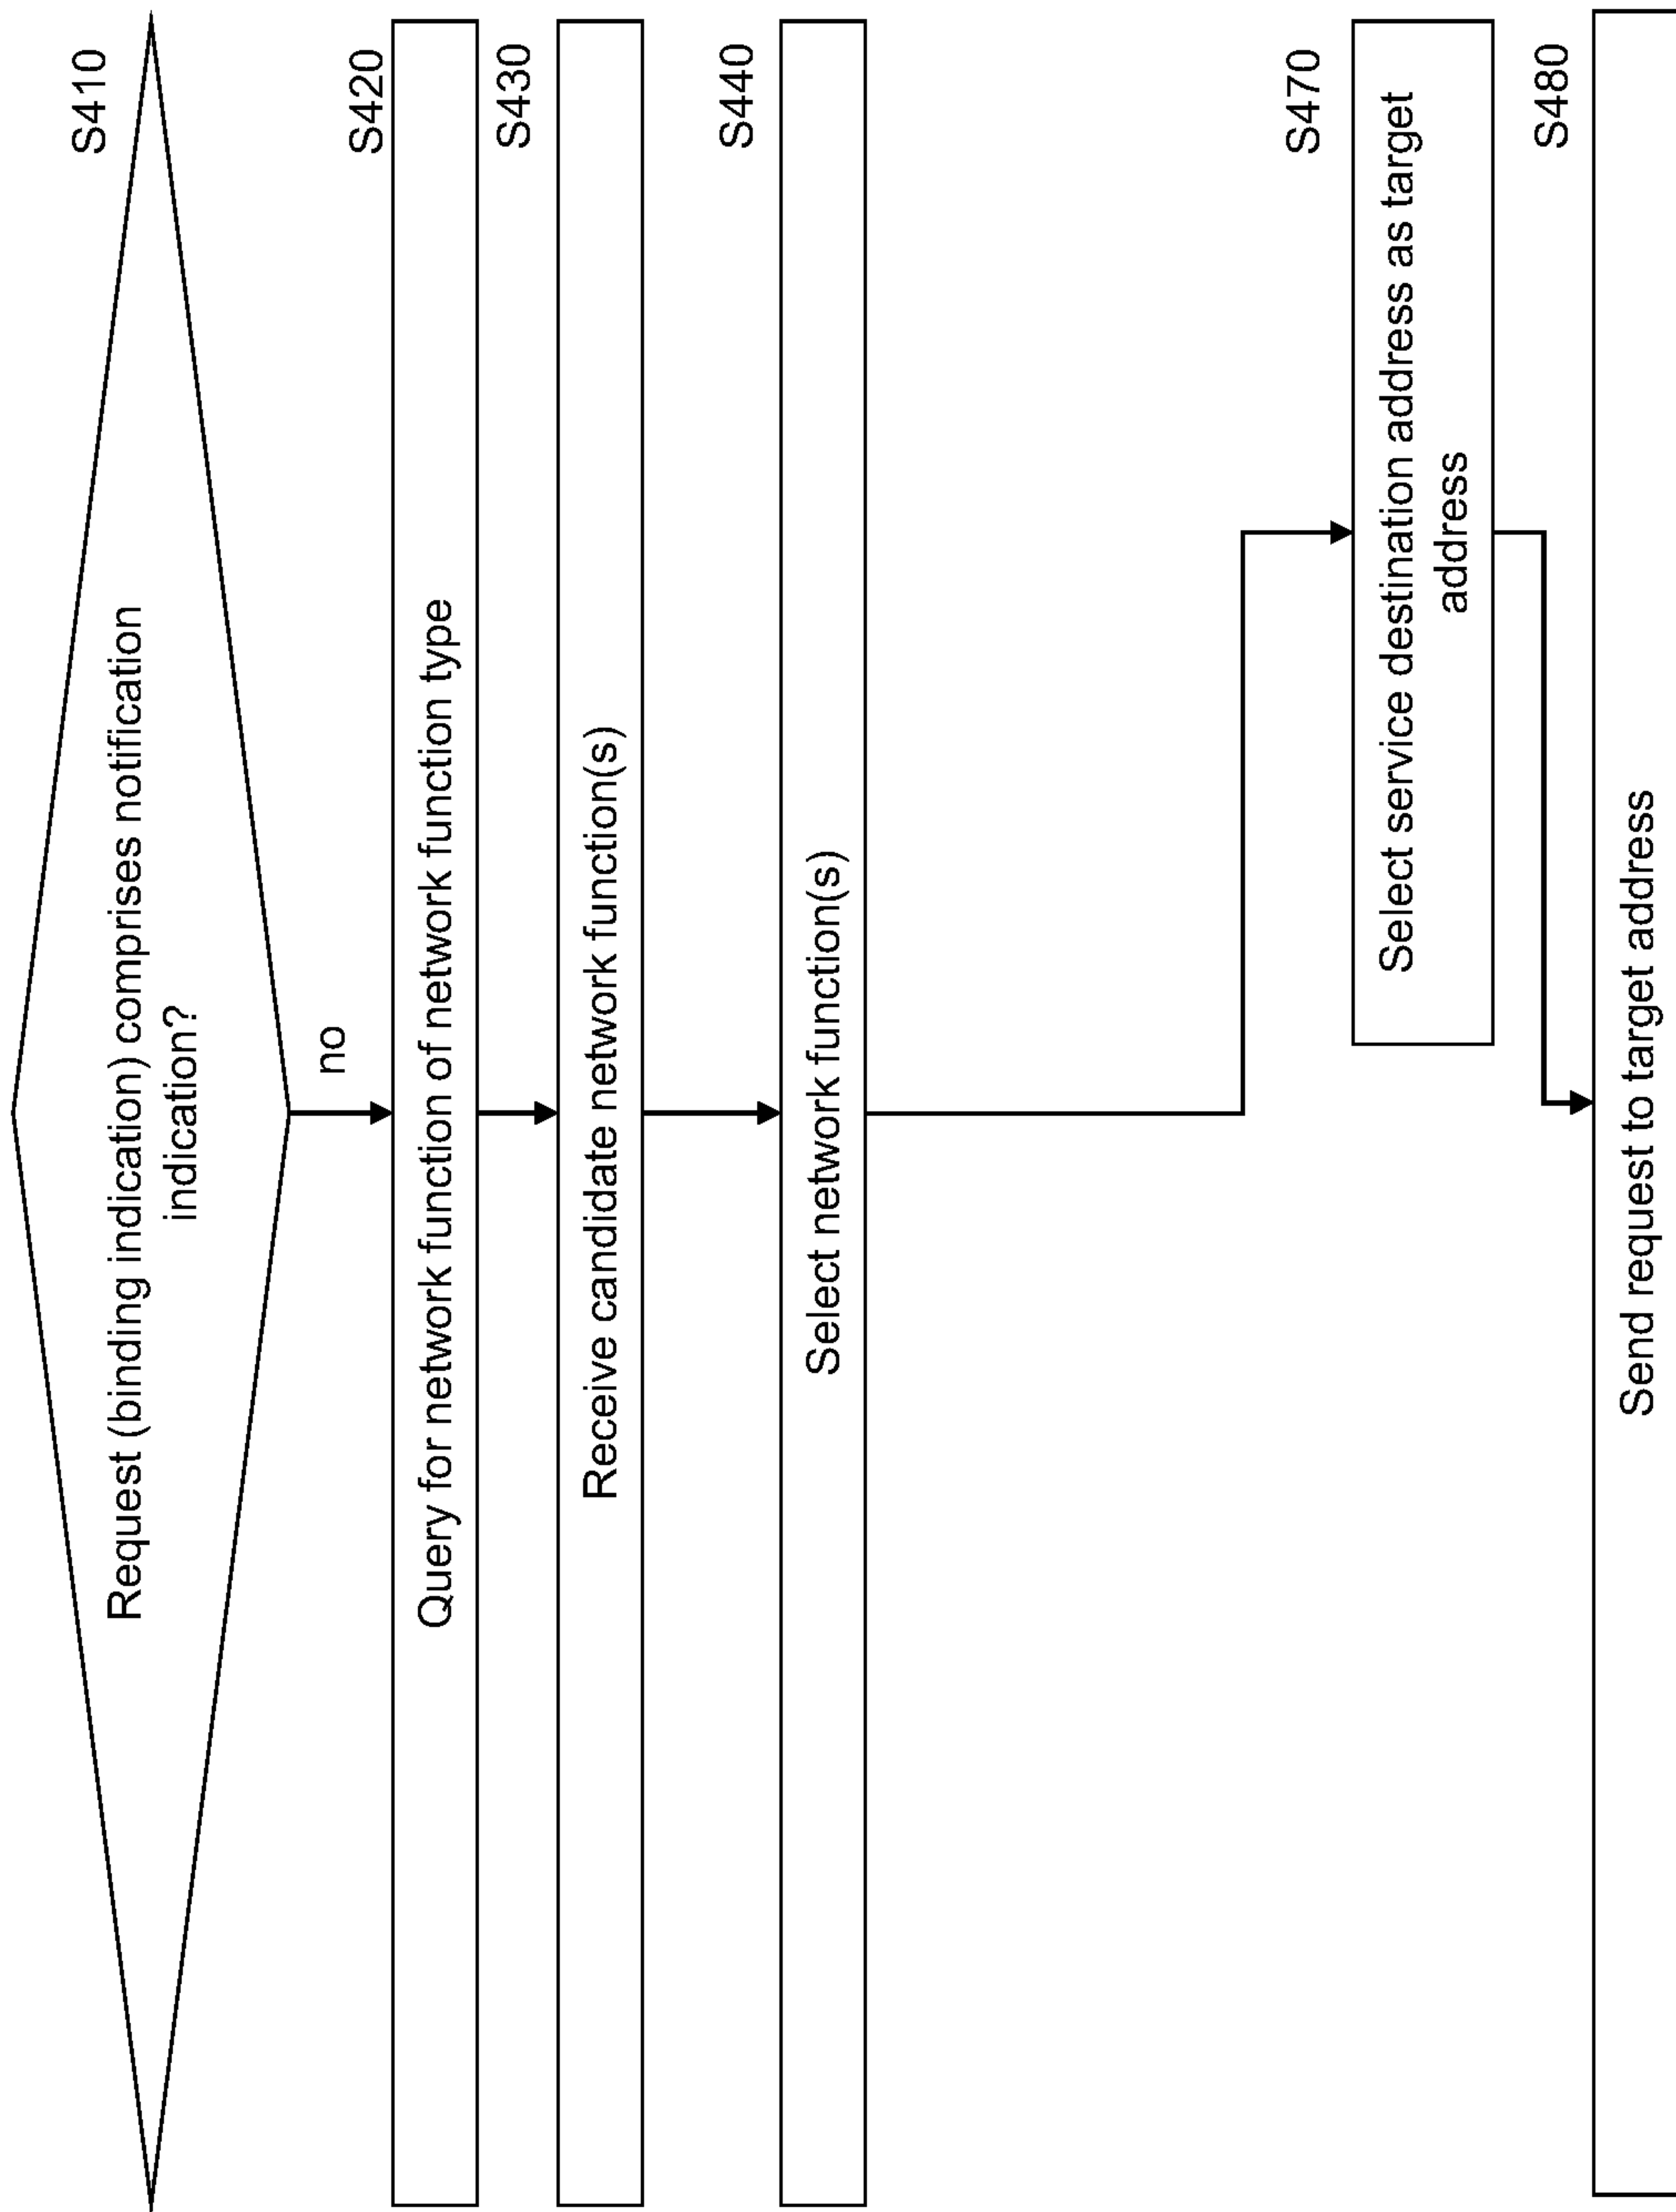 S410
Request (binding indication) comprises notification
indication?
no
S420
Query for network function of network function type
S430
Receive candidate network function(s)
S440
Select network function(s)
S470
Select service destination address as target
address
S480
Send request to target address